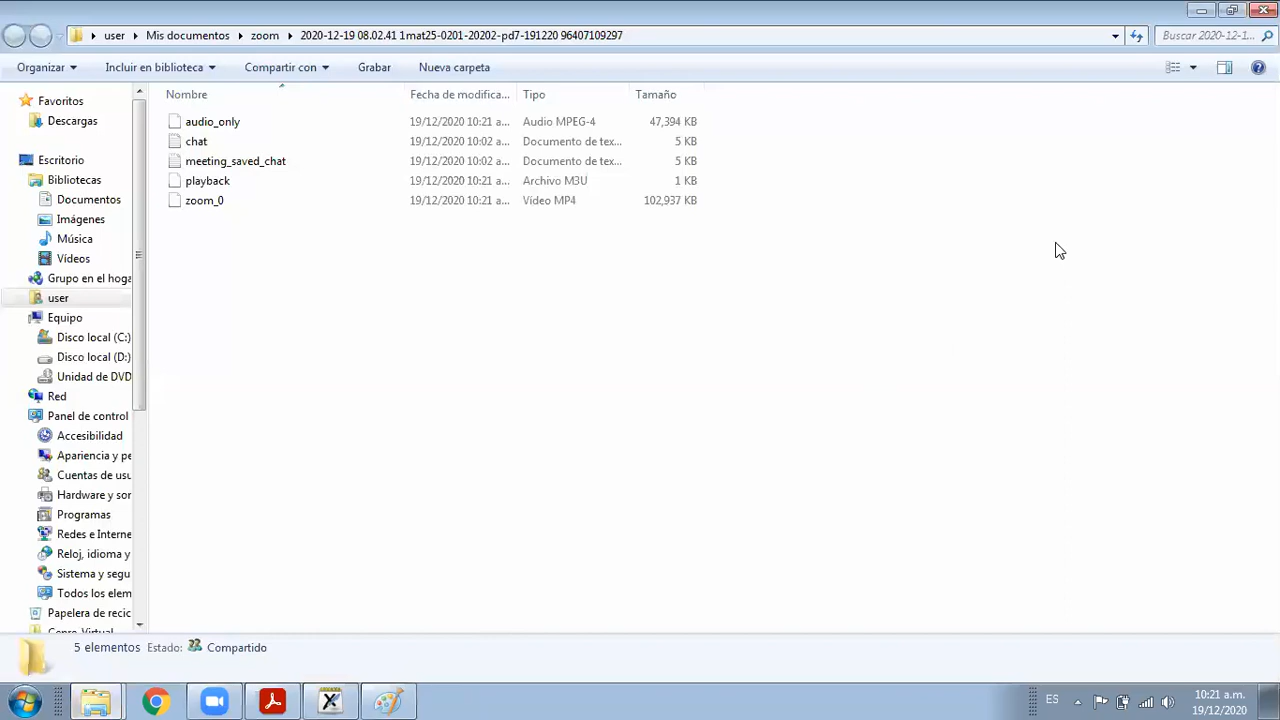 user ▸ Mis documentos ▸ zoom ▸ 2020-12-19 08.02.41 1mat25-0201-20202-pd7-191220 96407109297
Buscar 2020-12-1...
Organizar Incluir en biblioteca Compartir con Grabar Nueva carpeta
Nombre Fecha de modifica... Tipo Tamaño
audio_only 19/12/2020 10:21 a... Audio MPEG-4 47,394 KB
chat 19/12/2020 10:02 a... Documento de tex... 5 KB
meeting_saved_chat 19/12/2020 10:02 a... Documento de tex... 5 KB
playback 19/12/2020 10:21 a... Archivo M3U 1 KB
zoom_0 19/12/2020 10:21 a... Vídeo MP4 102,937 KB
Favoritos
Descargas
Escritorio
Bibliotecas
Documentos
Imágenes
Música
Vídeos
Grupo en el hoga
user
Equipo
Disco local (C:)
Disco local (D:)
Unidad de DVD
Red
Panel de control
Accesibilidad
Apariencia y pe
Cuentas de usu
Hardware y sor
Programas
Redes e Interne
Reloj, idioma y
Sistema y segu
Todos los elem
Papelera de recic
5 elementos Estado: Compartido
ES
10:21 a.m.
19/12/2020